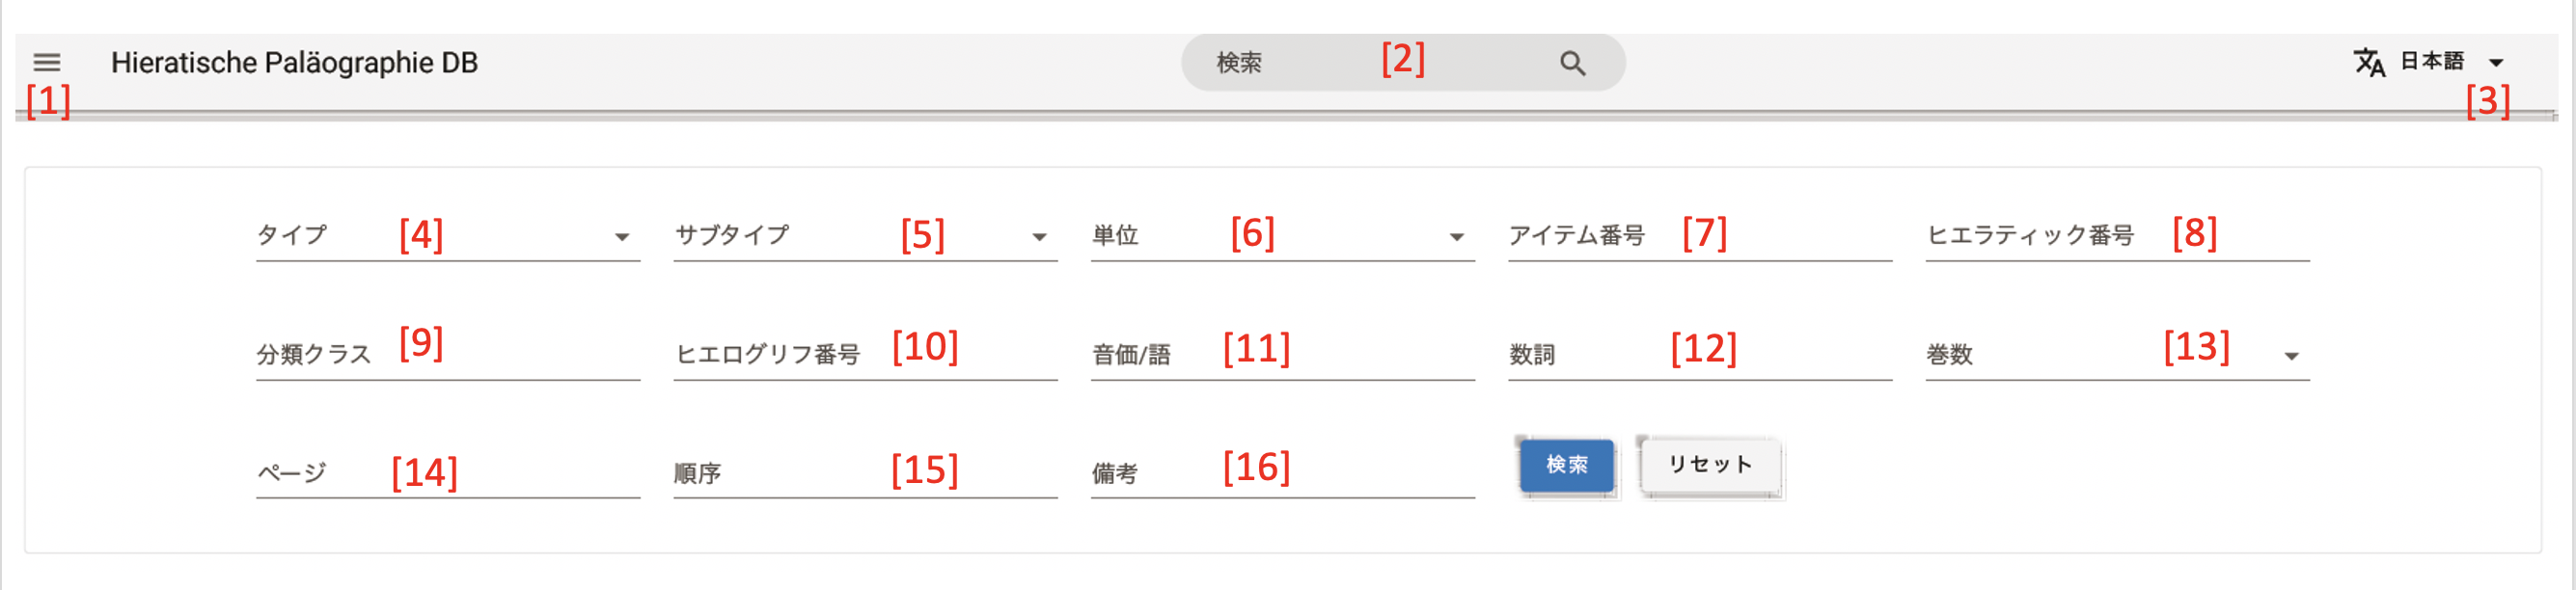 Hieratische Paläographie DB 検索 [2] 日本語
[1] [3]
タイプ [4] サブタイプ [5] 単位 [6] アイテム番号 [7] ヒエラティック番号 [8]
分類クラス [9] ヒエログリフ番号 [10] 音価/語 [11] 数詞 [12] 巻数 [13]
ページ [14] 順序 [15] 備考 [16] 検索 リセット